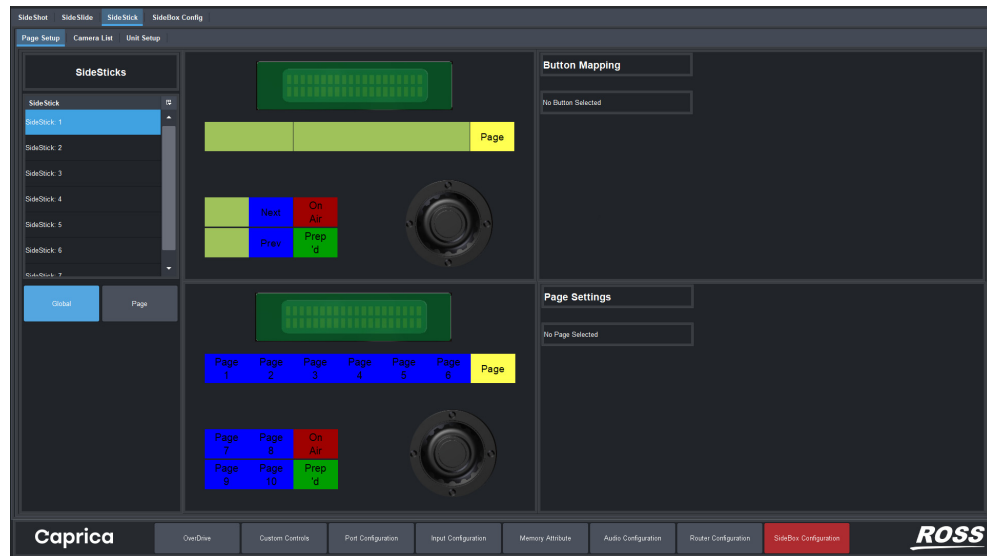 SideShot SideSlide SideStick SideBox Config
Page Setup Camera List Unit Setup
SideSticks
SideStick
SideStick: 1
SideStick: 2
SideStick: 3
SideStick: 4
SideStick: 5
SideStick: 6
SideStick: 7
Global Page
Page
Next
On
Air
Prev
Prep
'd
Button Mapping
No Button Selected
Page
1
Page
2
Page
3
Page
4
Page
5
Page
6
Page
Page
7
Page
8
On
Air
Page
9
Page
10
Prep
'd
Page Settings
No Page Selected
Caprica
OverDrive
Custom Controls
Port Configuration
Input Configuration
Memory Attribute
Audio Configuration
Router Configuration
SideBox Configuration
ROSS